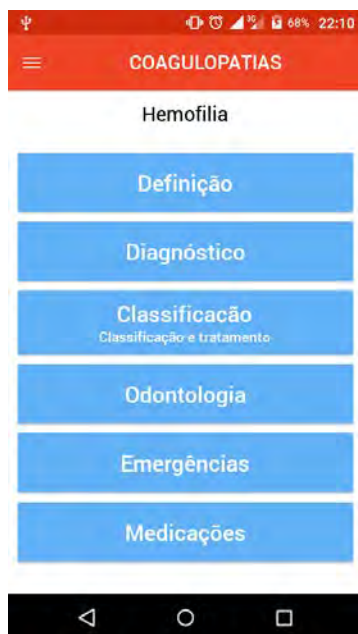 68% 22:10
COAGULOPATIAS
Hemofilia
Definição
Diagnóstico
Classificacão
Classificação e tratamento
Odontologia
Emergências
Medicações